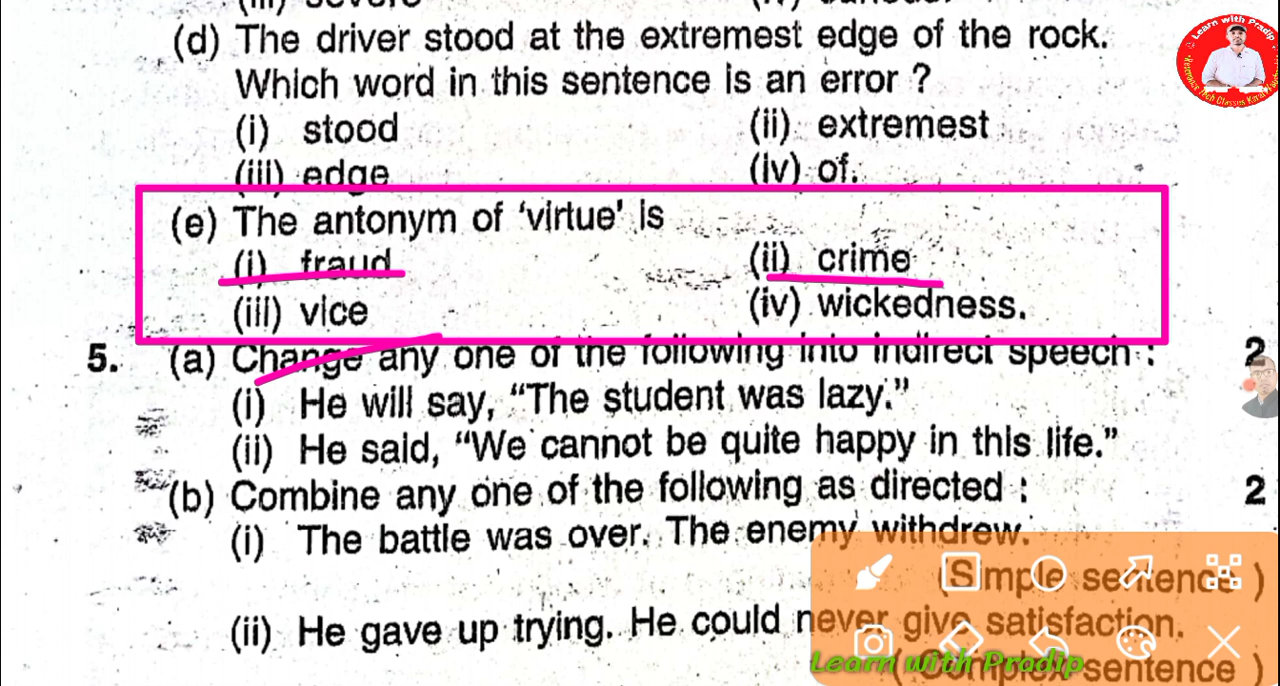 (d) The driver stood at the extremest edge of the rock.
Which word in this sentence is an error ?
(i) stood (ii) extremest
(iii) edge (iv) of.
(e) The antonym of ‘virtue’ is
(i) fraud (ii) crime
(iii) vice (iv) wickedness.
5. (a) Change any one of the following into indirect speech : 2
(i) He will say, “The student was lazy.”
(ii) He said, “We cannot be quite happy in this life.”
(b) Combine any one of the following as directed : 2
(i) The battle was over. The enemy withdrew.
(Simple sentence)
(ii) He gave up trying. He could never give satisfaction.
(Complex sentence)
Learn with Pradip
Learn with Pradip